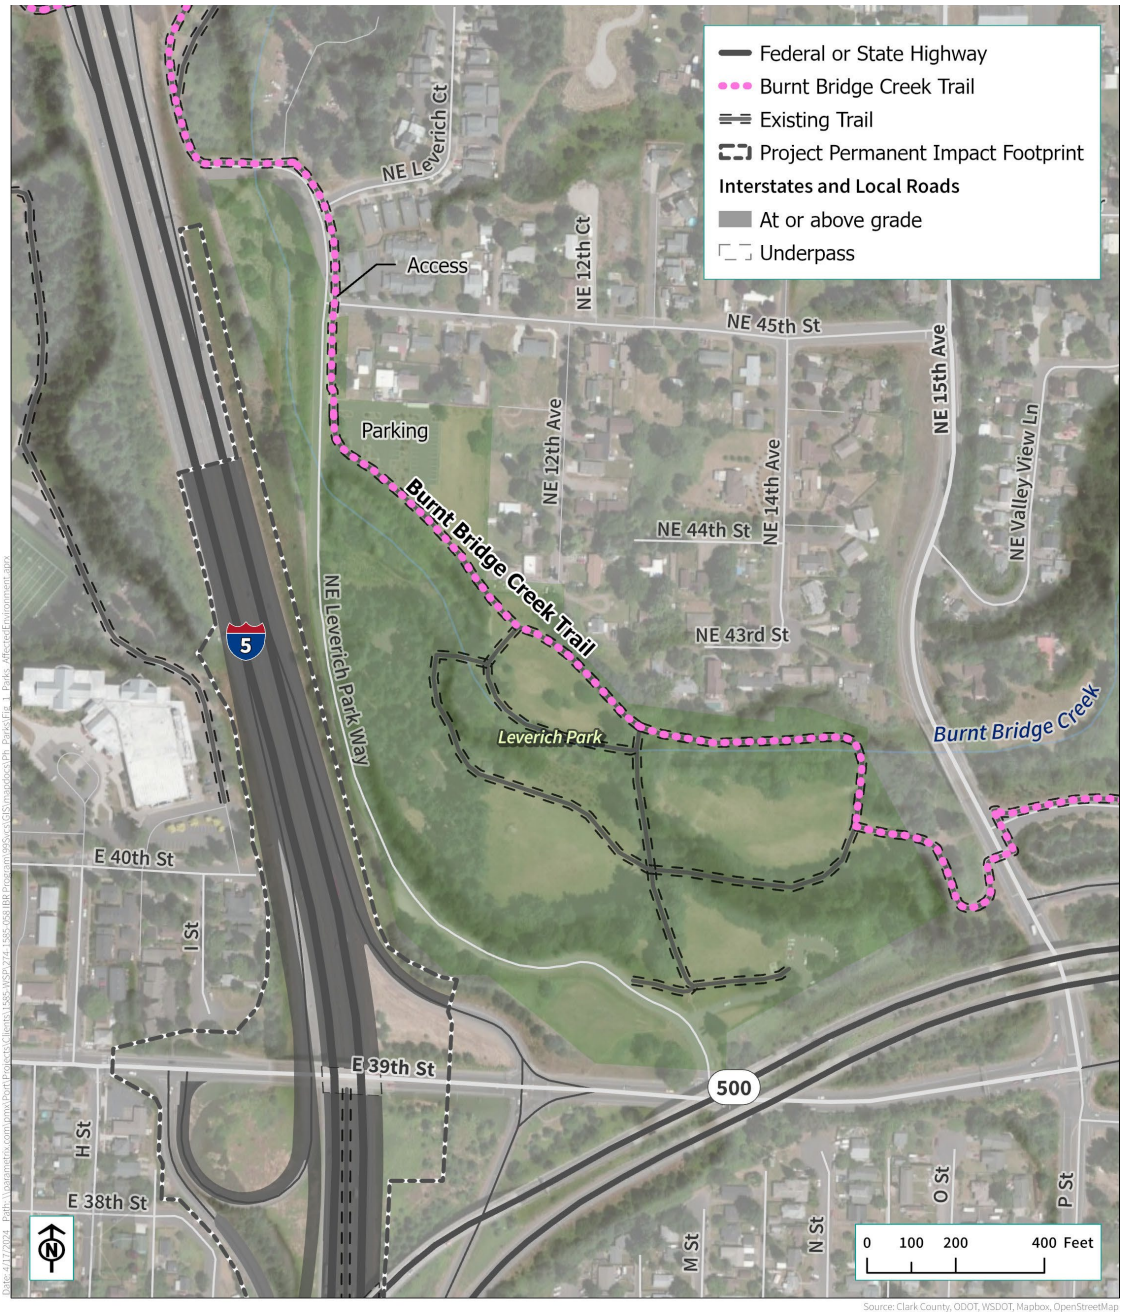 Federal or State Highway
Burnt Bridge Creek Trail
Existing Trail
Project Permanent Impact Footprint
Interstates and Local Roads
At or above grade
Underpass
NE Leverich Ct
NE 12th Ct
Access
NE 45th St
NE 15th Ave
NE Valley View Ln
Parking
NE 12th Ave
NE 14th Ave
Burnt Bridge Creek Trail
NE 44th St
NE 43rd St
5
NE Leverich Park Way
Leverich Park
Burnt Bridge Creek
E 40th St
I St
E 39th St
500
H St
E 38th St
M St
N St
O St
P St
N
0 100 200 400 Feet
Source: Clark County, ODOT, WSDOT, Mapbox, OpenStreetMap